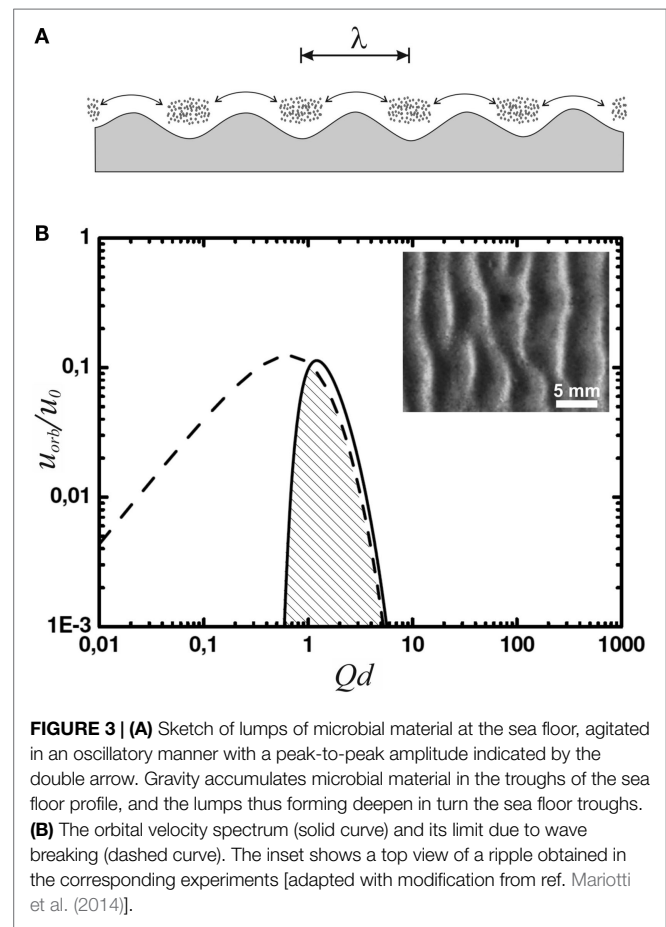 A
λ
B
1
0,1
0,01
1E-3
u_orb/u_0
5 mm
0,01 0,1 1 10 100 1000
Qd
FIGURE 3 | (A) Sketch of lumps of microbial material at the sea floor, agitated
in an oscillatory manner with a peak-to-peak amplitude indicated by the
double arrow. Gravity accumulates microbial material in the troughs of the sea
floor profile, and the lumps thus forming deepen in turn the sea floor troughs.
(B) The orbital velocity spectrum (solid curve) and its limit due to wave
breaking (dashed curve). The inset shows a top view of a ripple obtained in
the corresponding experiments [adapted with modification from ref. Mariotti
et al. (2014)].